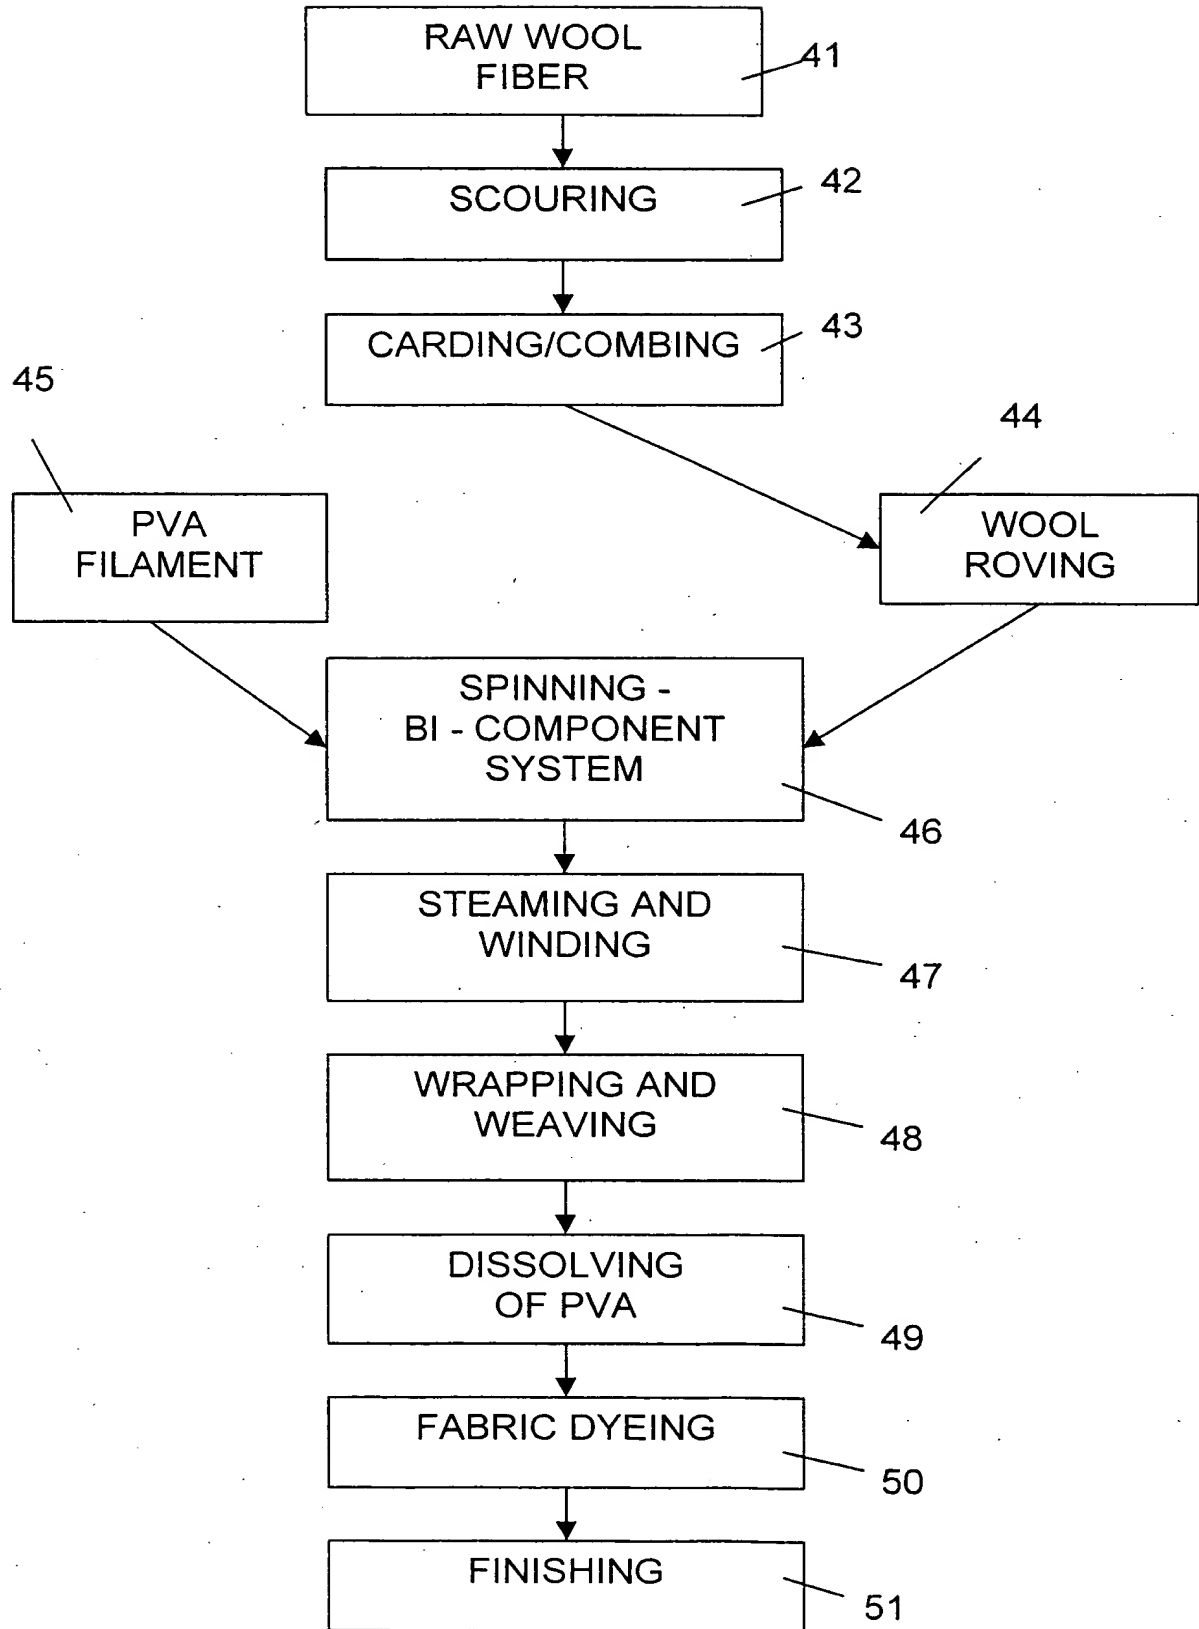 RAW WOOL
FIBER
41
SCOURING
42
CARDING/COMBING
43
45
PVA
FILAMENT
44
WOOL
ROVING
SPINNING -
BI - COMPONENT
SYSTEM
46
STEAMING AND
WINDING
47
WRAPPING AND
WEAVING
48
DISSOLVING
OF PVA
49
FABRIC DYEING
50
FINISHING
51